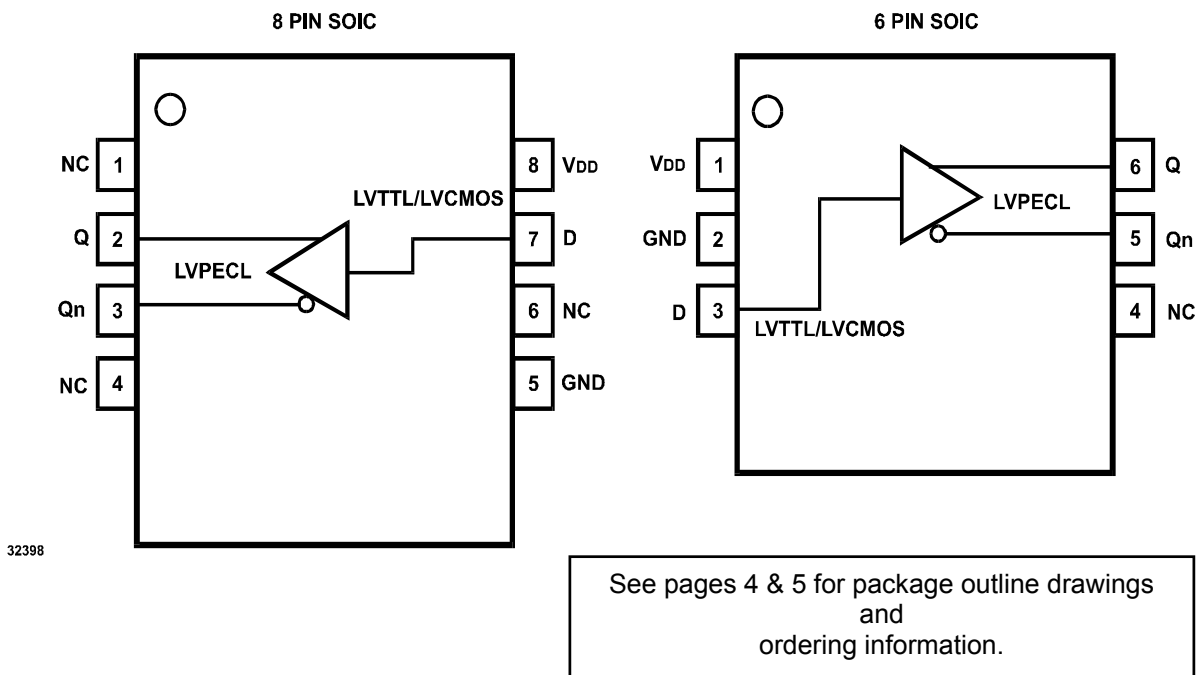 8 PIN SOIC
NC 1
Q 2
Qn 3
NC 4
8 VDD
7 D
6 NC
5 GND
LVTTL/LVCMOS
LVPECL
6 PIN SOIC
VDD 1
GND 2
D 3
6 Q
5 Qn
4 NC
LVPECL
LVTTL/LVCMOS
32398
See pages 4 & 5 for package outline drawings
and
ordering information.